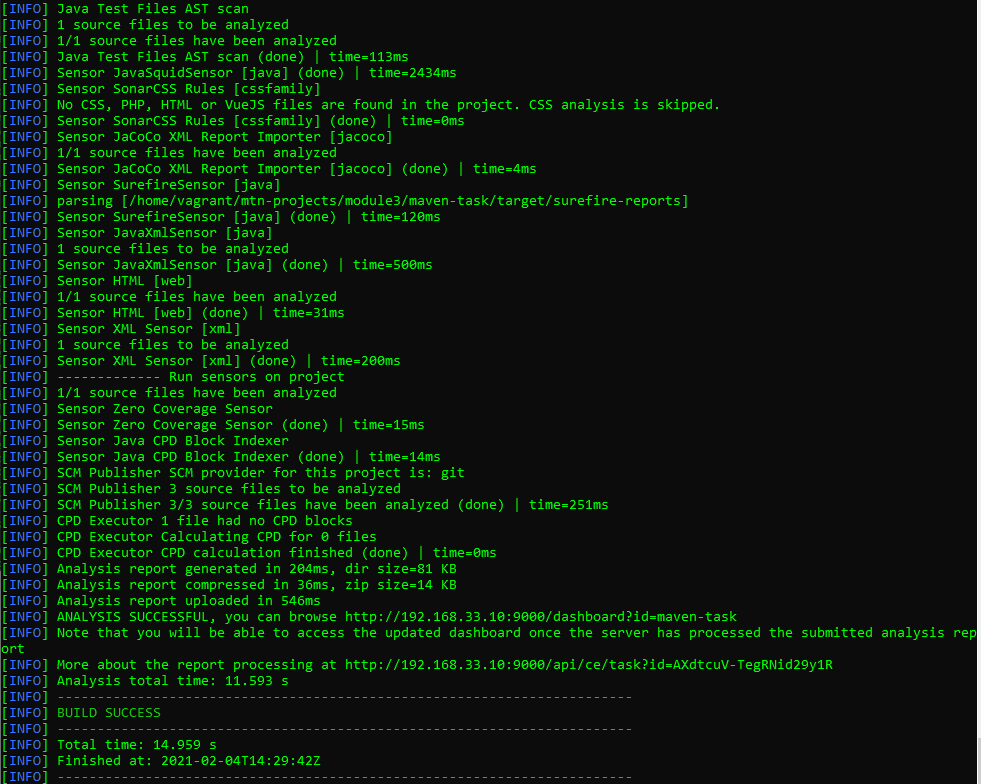 [INFO] Java Test Files AST scan
[INFO] 1 source files to be analyzed
[INFO] 1/1 source files have been analyzed
[INFO] Java Test Files AST scan (done) | time=113ms
[INFO] Sensor JavaSquidSensor [java] (done) | time=2434ms
[INFO] Sensor SonarCSS Rules [cssfamily]
[INFO] No CSS, PHP, HTML or VueJS files are found in the project. CSS analysis is skipped.
[INFO] Sensor SonarCSS Rules [cssfamily] (done) | time=0ms
[INFO] Sensor JaCoCo XML Report Importer [jacoco]
[INFO] 1/1 source files have been analyzed
[INFO] Sensor JaCoCo XML Report Importer [jacoco] (done) | time=4ms
[INFO] Sensor SurefireSensor [java]
[INFO] parsing [/home/vagrant/mtn-projects/module3/maven-task/target/surefire-reports]
[INFO] Sensor SurefireSensor [java] (done) | time=120ms
[INFO] Sensor JavaXmlSensor [java]
[INFO] 1 source files to be analyzed
[INFO] Sensor JavaXmlSensor [java] (done) | time=500ms
[INFO] Sensor HTML [web]
[INFO] 1/1 source files have been analyzed
[INFO] Sensor HTML [web] (done) | time=31ms
[INFO] Sensor XML Sensor [xml]
[INFO] 1 source files to be analyzed
[INFO] Sensor XML Sensor [xml] (done) | time=200ms
[INFO] ------------- Run sensors on project
[INFO] 1/1 source files have been analyzed
[INFO] Sensor Zero Coverage Sensor
[INFO] Sensor Zero Coverage Sensor (done) | time=15ms
[INFO] Sensor Java CPD Block Indexer
[INFO] Sensor Java CPD Block Indexer (done) | time=14ms
[INFO] SCM Publisher SCM provider for this project is: git
[INFO] SCM Publisher 3 source files to be analyzed
[INFO] SCM Publisher 3/3 source files have been analyzed (done) | time=251ms
[INFO] CPD Executor 1 file had no CPD blocks
[INFO] CPD Executor Calculating CPD for 0 files
[INFO] CPD Executor CPD calculation finished (done) | time=0ms
[INFO] Analysis report generated in 204ms, dir size=81 KB
[INFO] Analysis report compressed in 36ms, zip size=14 KB
[INFO] Analysis report uploaded in 546ms
[INFO] ANALYSIS SUCCESSFUL, you can browse http://192.168.33.10:9000/dashboard?id=maven-task
[INFO] Note that you will be able to access the updated dashboard once the server has processed the submitted analysis rep
ort
[INFO] More about the report processing at http://192.168.33.10:9000/api/ce/task?id=AXdtcuV-TegRNid29y1R
[INFO] Analysis total time: 11.593 s
[INFO] ------------------------------------------------------------------------
[INFO] BUILD SUCCESS
[INFO] ------------------------------------------------------------------------
[INFO] Total time: 14.959 s
[INFO] Finished at: 2021-02-04T14:29:42Z
[INFO] ------------------------------------------------------------------------